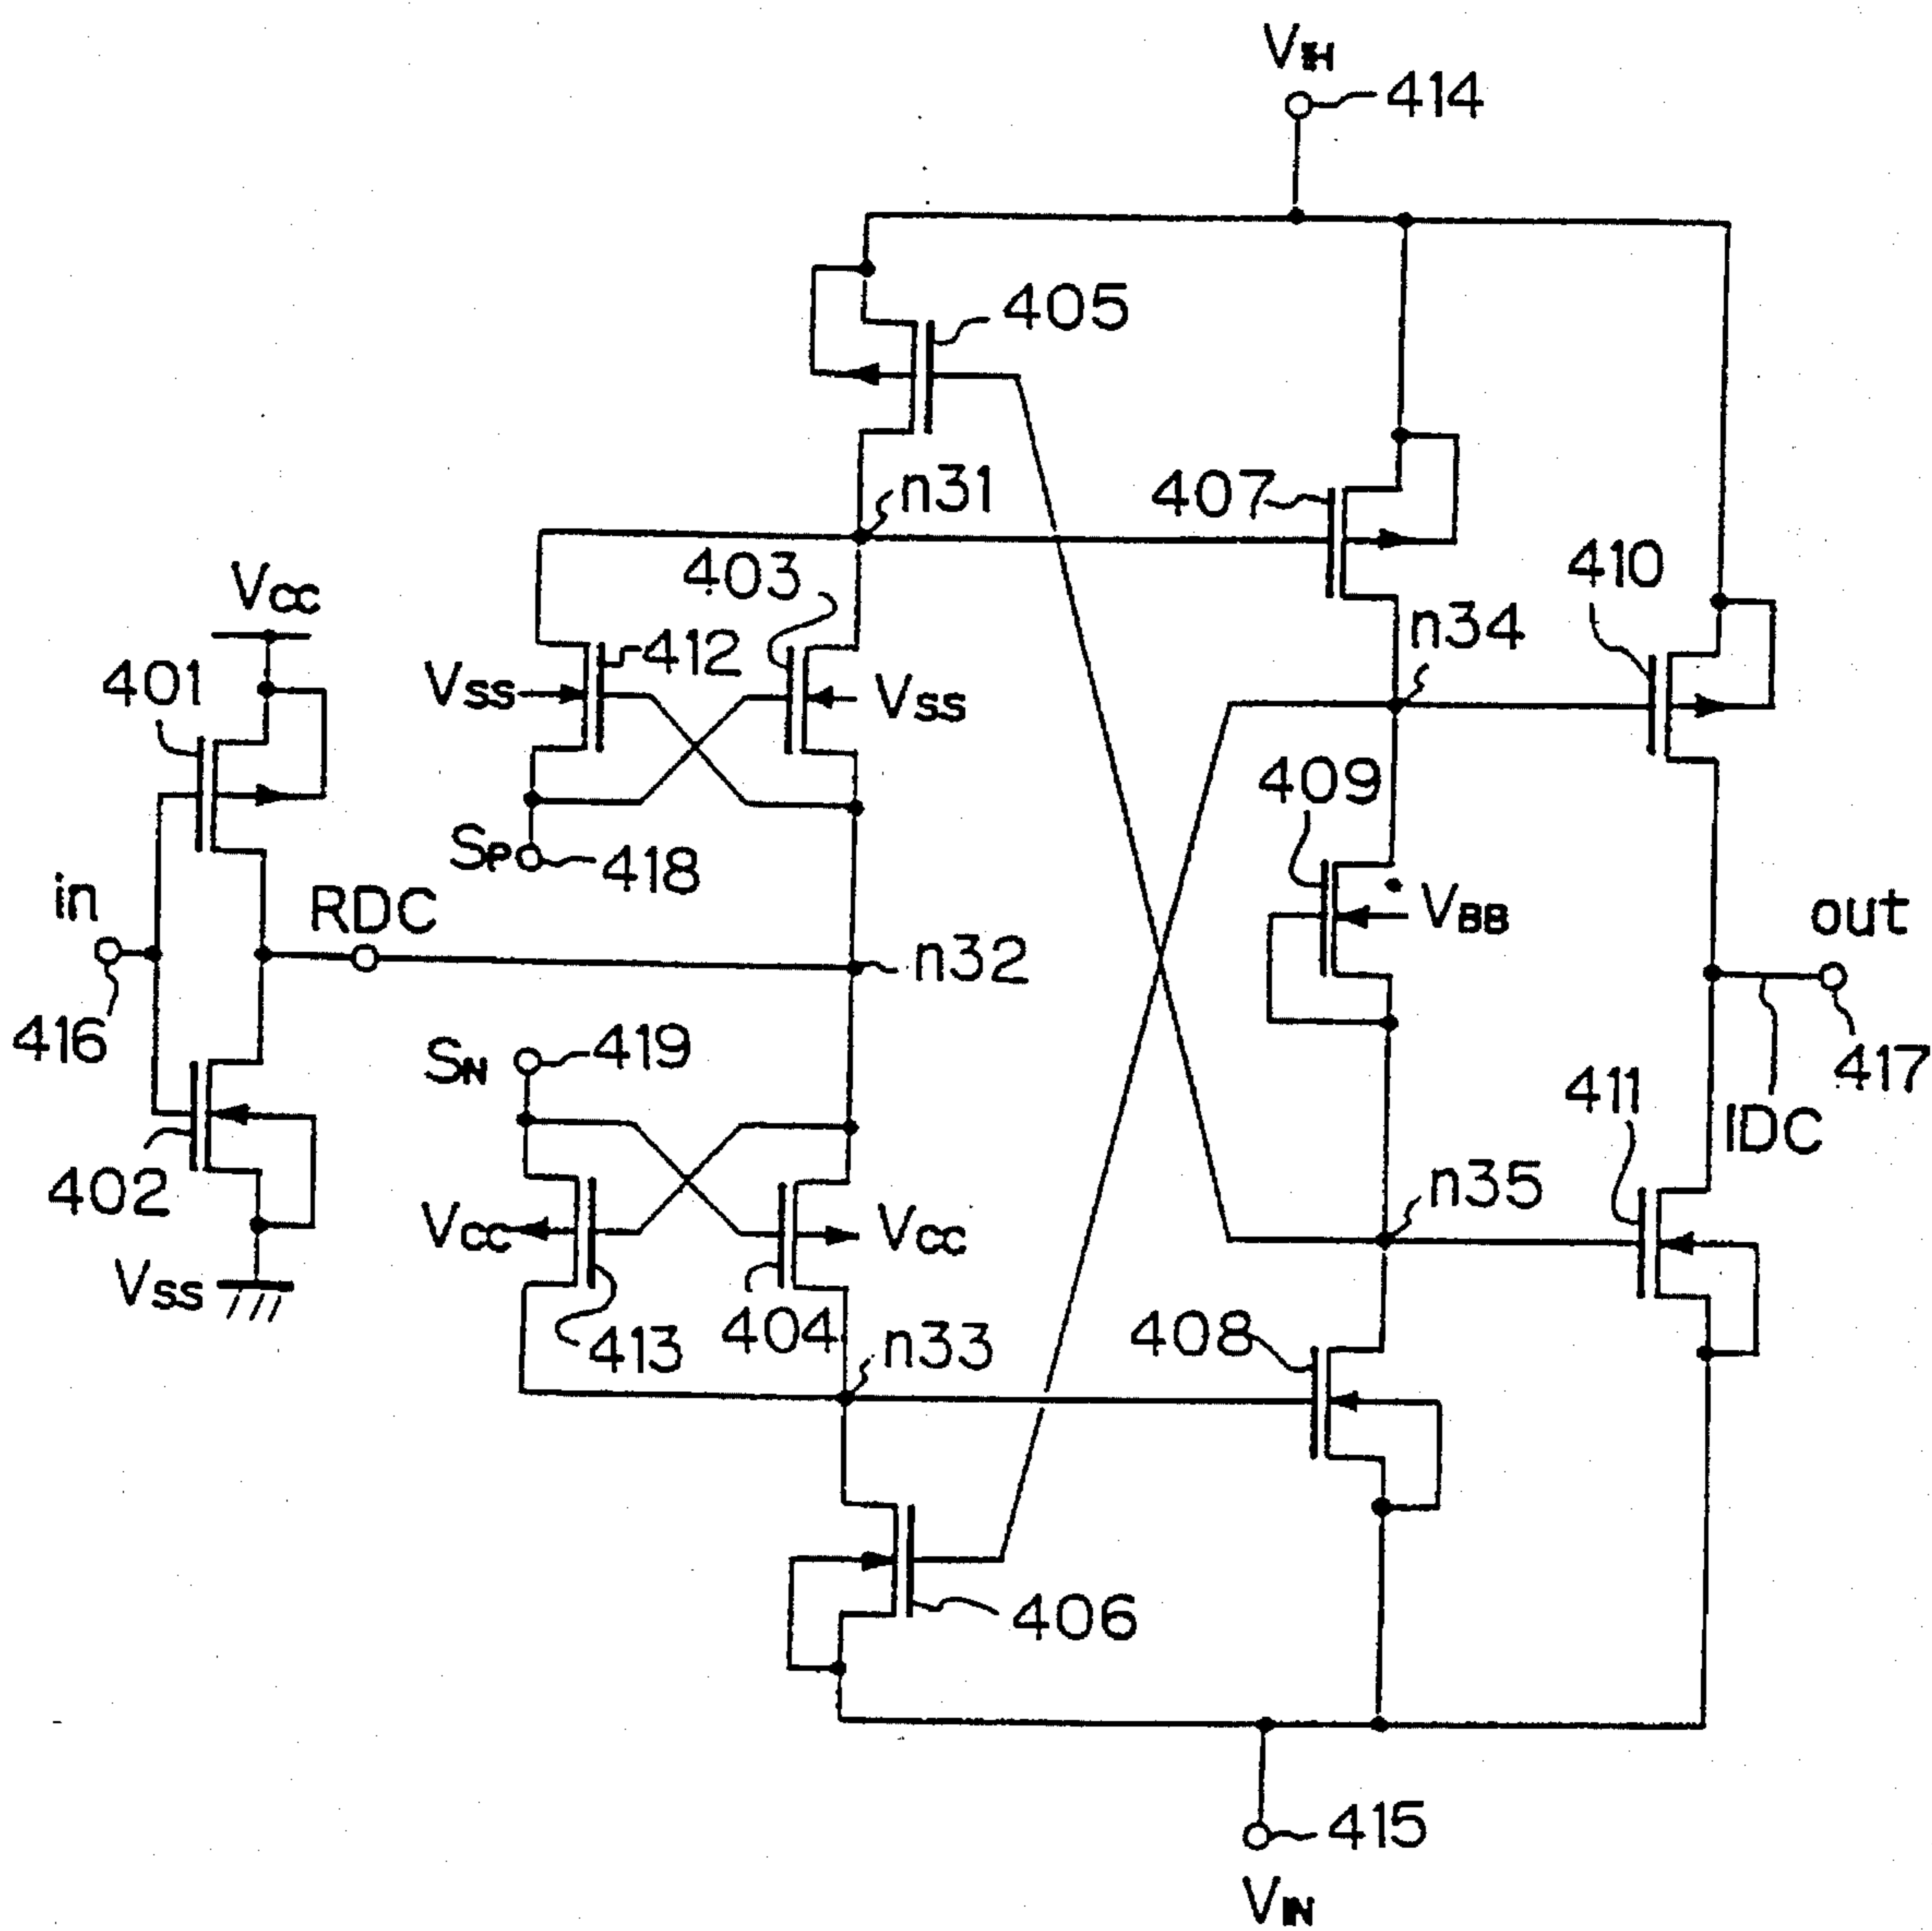 VIH
414
405
n31
407
403
410
VCC
n34
412
401
VSS
VSS
409
SP
418
in
RDC
VBB
out
n32
416
SN
419
417
411
IDC
402
n35
VCC
VCC
VSS
413
404
n33
408
406
415
VIN